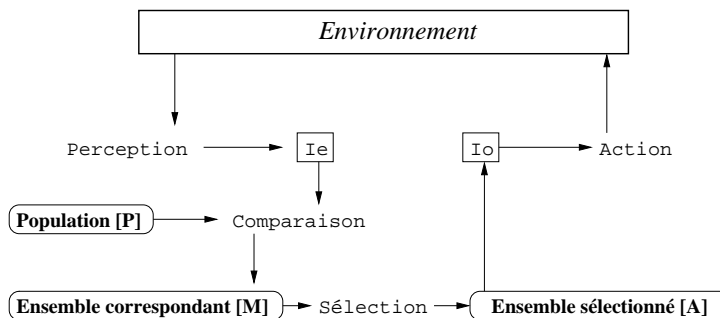 Environnement
Perception
Ie
Io
Action
Population [P]
Comparaison
Ensemble correspondant [M]
Sélection
Ensemble sélectionné [A]